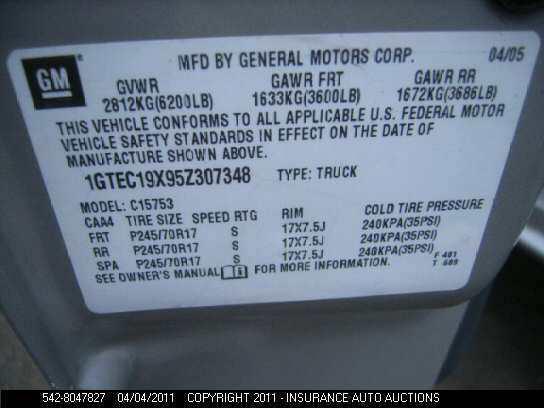 GM
MFD BY GENERAL MOTORS CORP. 04/05
GVWR GAWR FRT GAWR RR
2812KG(6200LB) 1633KG(3600LB) 1672KG(3686LB)
THIS VEHICLE CONFORMS TO ALL APPLICABLE U.S. FEDERAL MOTOR
VEHICLE SAFETY STANDARDS IN EFFECT ON THE DATE OF
MANUFACTURE SHOWN ABOVE.
1GTEC19X95Z307348 TYPE: TRUCK
MODEL: C15753
CAA4 TIRE SIZE SPEED RTG RIM COLD TIRE PRESSURE
FRT P245/70R17 S 17X7.5J 240KPA(35PSI)
RR P245/70R17 S 17X7.5J 240KPA(35PSI)
SPA P245/70R17 S 17X7.5J 240KPA(35PSI)
SEE OWNER'S MANUAL FOR MORE INFORMATION. F 481
T 609
542-8047827 04/04/2011 COPYRIGHT 2011 - INSURANCE AUTO AUCTIONS